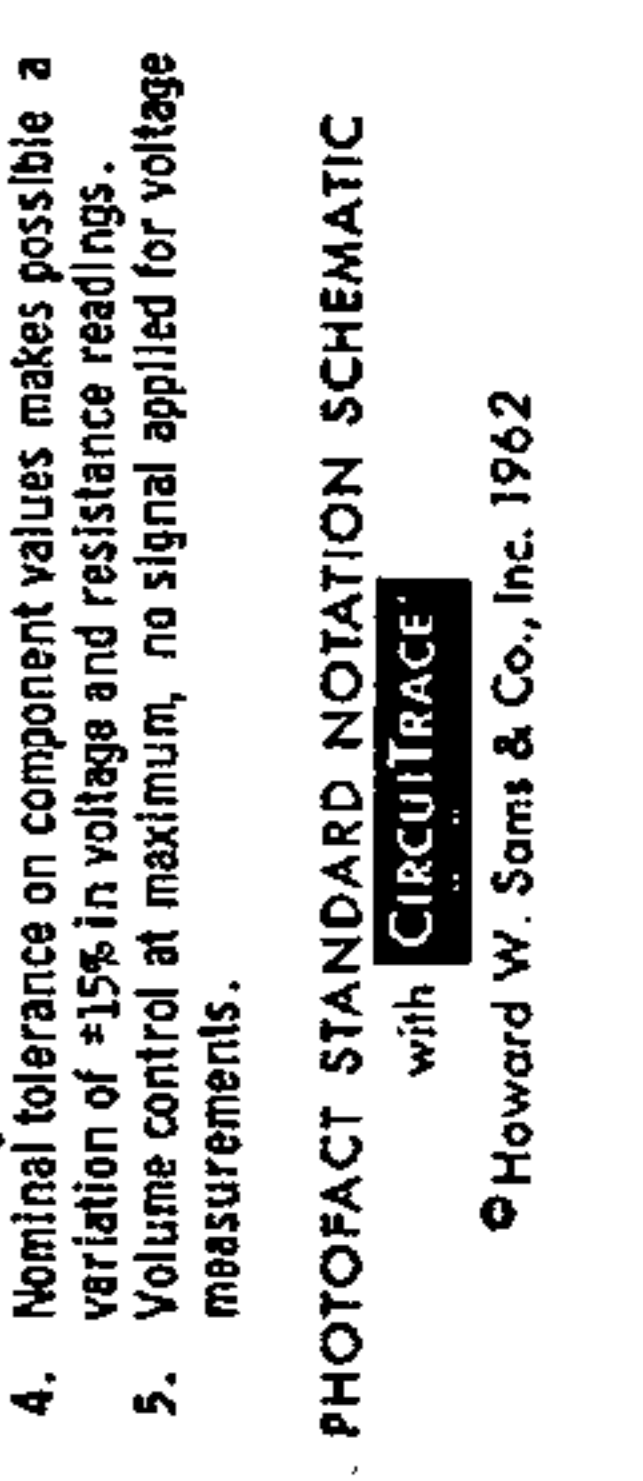 4. Nominal tolerance on component values makes possible a
variation of ±15% in voltage and resistance readings.
5. Volume control at maximum, no signal applied for voltage
measurements.
PHOTOFACT STANDARD NOTATION SCHEMATIC
with CIRCUITRACE
© Howard W. Sams & Co., Inc. 1962